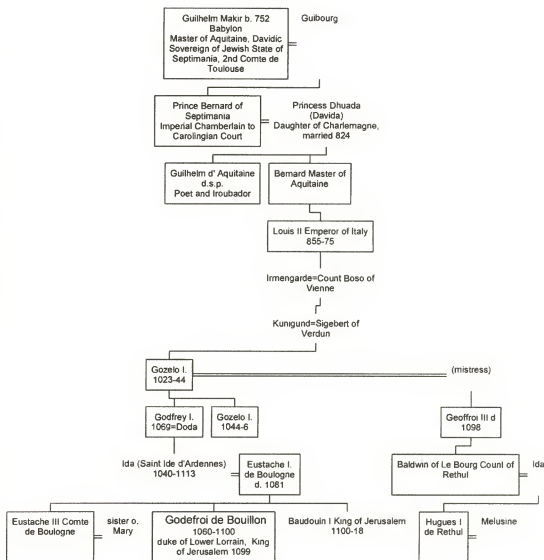 Guilhelm Makir b. 752
Babylon
Master of Aquitaine, Davidic
Sovereign of Jewish State of
Septimania, 2nd Comte de
Toulouse
Guibourg
Prince Bernard of
Septimania
Imperial Chamberlain to
Carolingian Court
Princess Dhuada
(Davida)
Daughter of Charlemagne,
married 824
Guilhelm d' Aquitaine
d.s.p.
Poet and Iroubador
Bernard Master of
Aquitaine
Louis II Emperor of Italy
855-75
Irmengarde=Count Boso of
Vienne
Kunigund=Sigebert of
Verdun
Gozelo I.
1023-44
(mistress)
Godfrey I.
1069=Doda
Gozelo I.
1044-6
Geoffroi III d
1098
Ida (Saint Ide d'Ardennes)
1040-1113
Eustache I.
de Boulogne
d. 1081
Baldwin of Le Bourg Count of
Rethul
Ida
Eustache III Comte
de Boulogne
sister o.
Mary
Godefroi de Bouillon
1060-1100
duke of Lower Lorrain, King
of Jerusalem 1099
Baudouin I King of Jerusalem
1100-18
Hugues I
de Rethul
Melusine